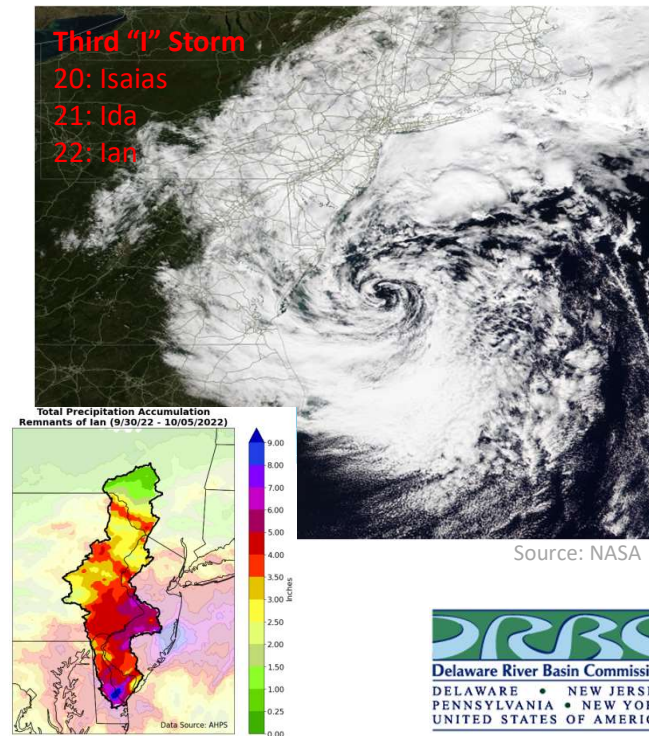 Third “I” Storm
20: Isaias
21: Ida
22: Ian
Total Precipitation Accumulation
Remnants of Ian (9/30/22 - 10/05/2022)
9.00
8.00
7.00
6.00
5.00
4.00
3.50
3.00
2.50
2.00
1.50
1.00
0.25
0.00
Inches
Data Source: AHPS
Source: NASA
DRBC
Delaware River Basin Commissi
DELAWARE • NEW JERS
PENNSYLVANIA • NEW YO
UNITED STATES OF AMERIC